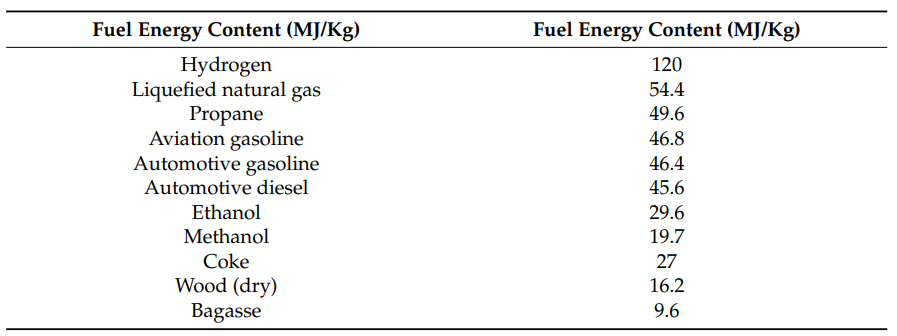 Fuel Energy Content (MJ/Kg) Fuel Energy Content (MJ/Kg)
Hydrogen 120
Liquefied natural gas 54.4
Propane 49.6
Aviation gasoline 46.8
Automotive gasoline 46.4
Automotive diesel 45.6
Ethanol 29.6
Methanol 19.7
Coke 27
Wood (dry) 16.2
Bagasse 9.6